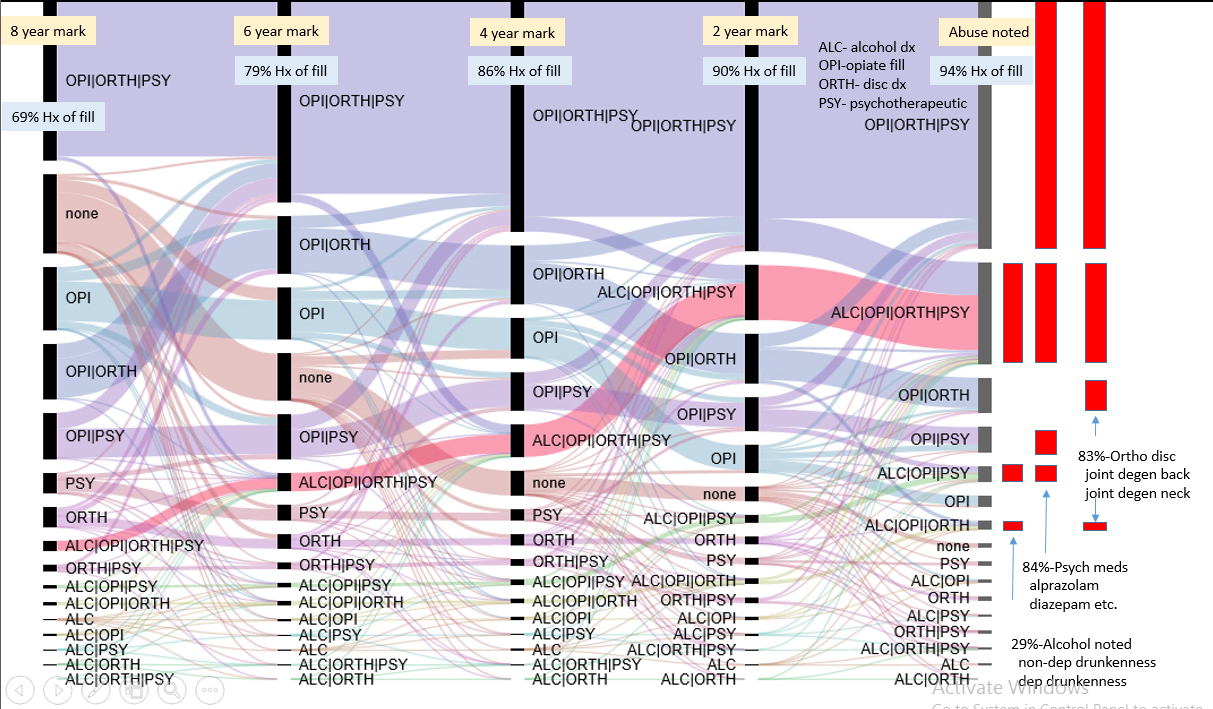 8 year mark
6 year mark
4 year mark
2 year mark
Abuse noted
69% Hx of fill
79% Hx of fill
86% Hx of fill
90% Hx of fill
94% Hx of fill
ALC- alcohol dx
OPI-opiate fill
ORTH- disc dx
PSY- psychotherapeutic
OPI|ORTH|PSY
none
OPI
OPI|ORTH
OPI|PSY
PSY
ORTH
ALC|OPI|ORTH|PSY
ORTH|PSY
ALC|OPI|PSY
ALC|OPI|ORTH
ALC
ALC|OPI
ALC|PSY
ALC|ORTH
ALC|ORTH|PSY
OPI|ORTH|PSY
OPI|ORTH
OPI
none
OPI|PSY
ALC|OPI|ORTH|PSY
PSY
ORTH
ORTH|PSY
ALC|OPI|PSY
ALC|OPI|ORTH
ALC|OPI
ALC|PSY
ALC
ALC|ORTH|PSY
ALC|ORTH
OPI|ORTH|PSY
OPI|ORTH
OPI
OPI|PSY
ALC|OPI|ORTH|PSY
none
PSY
ORTH
ORTH|PSY
ALC|OPI|PSY
ALC|OPI|ORTH
ALC|OPI
ALC|PSY
ALC
ALC|ORTH|PSY
ALC|ORTH
OPI|ORTH|PSY
ALC|OPI|ORTH|PSY
OPI|ORTH
OPI|PSY
OPI
none
ALC|OPI|PSY
ORTH
PSY
ALC|OPI|ORTH
ORTH|PSY
ALC|OPI
ALC|PSY
ALC|ORTH|PSY
ALC
ALC|ORTH
OPI|ORTH|PSY
ALC|OPI|ORTH|PSY
OPI|ORTH
OPI|PSY
ALC|OPI|PSY
OPI
ALC|OPI|ORTH
none
PSY
ALC|OPI
ORTH
ALC|PSY
ORTH|PSY
ALC|ORTH|PSY
ALC
ALC|ORTH
83%-Ortho disc
joint degen back
joint degen neck
84%-Psych meds
alprazolam
diazepam etc.
29%-Alcohol noted
non-dep drunkenness
dep drunkenness
Activate Windows
Go to System in Control Panel to activate